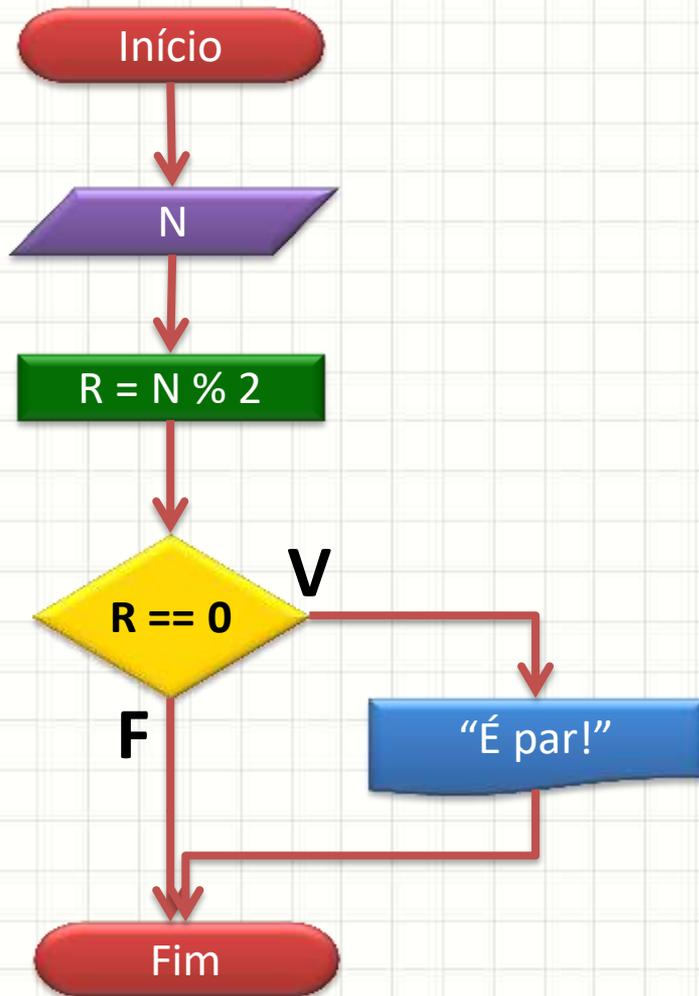 Início
N
R = N % 2
R == 0
V
F
“É par!”
Fim